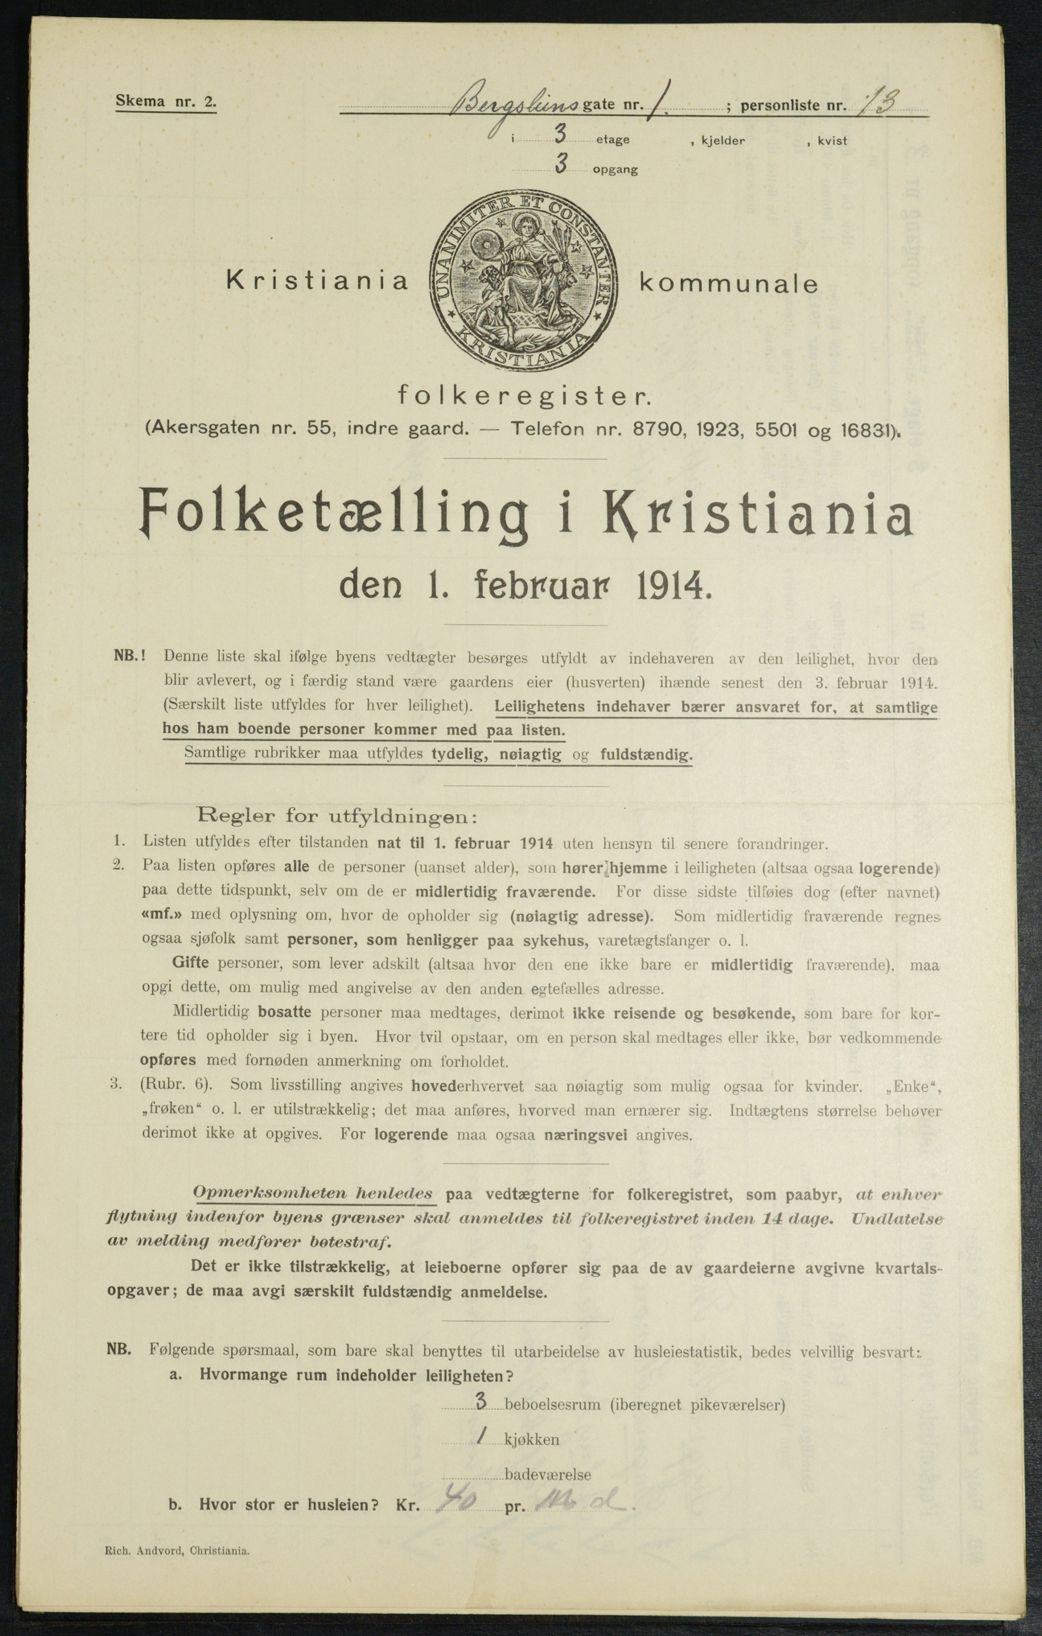 Skema nr. 2.
Bergsliens gate nr. 1. ; personliste nr. 13
i 3 etage , kjelder , kvist
3 opgang
UNANIMITER ET CONSTANTER
* KRISTIANIA *
Kristiania kommunale
folkeregister.
(Akersgaten nr. 55, indre gaard. — Telefon nr. 8790, 1923, 5501 og 16831).
Folketælling i Kristiania
den 1. februar 1914.
NB.! Denne liste skal ifølge byens vedtægter besørges utfyldt av indehaveren av den leilighet, hvor den
blir avlevert, og i færdig stand være gaardens eier (husverten) ihænde senest den 3. februar 1914.
(Særskilt liste utfyldes for hver leilighet). Leilighetens indehaver bærer ansvaret for, at samtlige
hos ham boende personer kommer med paa listen.
Samtlige rubrikker maa utfyldes tydelig, nøiagtig og fuldstændig.
Regler for utfyldningen:
1. Listen utfyldes efter tilstanden nat til 1. februar 1914 uten hensyn til senere forandringer.
2. Paa listen opføres alle de personer (uanset alder), som hører hjemme i leiligheten (altsaa ogsaa logerende)
paa dette tidspunkt, selv om de er midlertidig fraværende. For disse sidste tilføies dog (efter navnet)
«mf.» med oplysning om, hvor de opholder sig (nøiagtig adresse). Som midlertidig fraværende regnes
ogsaa sjøfolk samt personer, som henligger paa sykehus, varetægtsfanger o. l.
Gifte personer, som lever adskilt (altsaa hvor den ene ikke bare er midlertidig fraværende), maa
opgi dette, om mulig med angivelse av den anden egtefælles adresse.
Midlertidig bosatte personer maa medtages, derimot ikke reisende og besøkende, som bare for kor-
tere tid opholder sig i byen. Hvor tvil opstaar, om en person skal medtages eller ikke, bør vedkommende
opføres med fornøden anmerkning om forholdet.
3. (Rubr. 6). Som livsstilling angives hovederhvervet saa nøiagtig som mulig ogsaa for kvinder. „Enke“,
„frøken“ o. l. er utilstrækkelig; det maa anføres, hvorved man ernærer sig. Indtægtens størrelse behøver
derimot ikke at opgives. For logerende maa ogsaa næringsvei angives.
Opmerksomheten henledes paa vedtægterne for folkeregistret, som paabyr, at enhver
flytning indenfor byens grænser skal anmeldes til folkeregistret inden 14 dage. Undlatelse
av melding medfører bøtestraf.
Det er ikke tilstrækkelig, at leieboerne opfører sig paa de av gaardeierne avgivne kvartals-
opgaver; de maa avgi særskilt fuldstændig anmeldelse.
NB. Følgende spørsmaal, som bare skal benyttes til utarbeidelse av husleiestatistik, bedes velvillig besvart:
a. Hvormange rum indeholder leiligheten?
3 beboelsesrum (iberegnet pikeværelser)
1 kjøkken
badeværelse
b. Hvor stor er husleien? Kr. 40 pr. Md.
Rich. Andvord, Christiania.